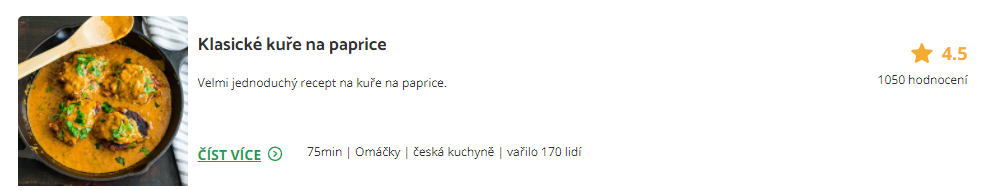 Klasické kuře na paprice
4.5
Velmi jednoduchý recept na kuře na paprice.
1050 hodnocení
ČÍST VÍCE
75min | Omáčky | česká kuchyně | vařilo 170 lidí